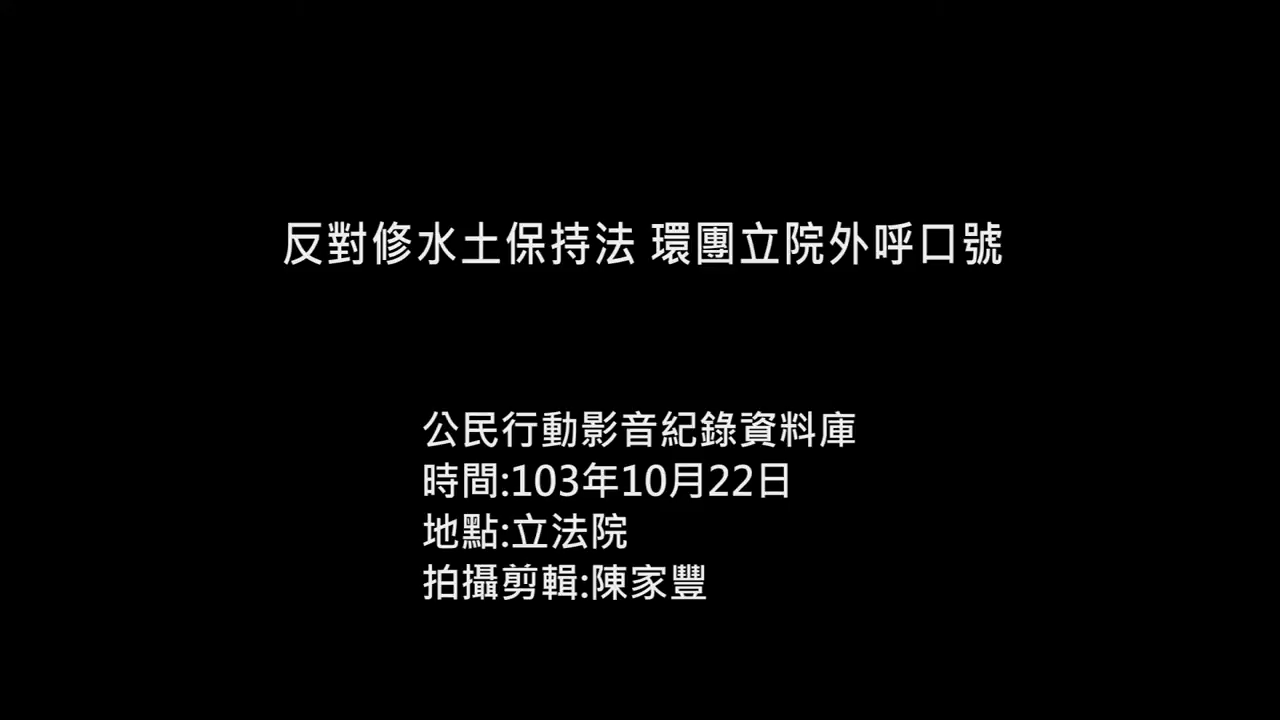 反對修水土保持法 環團立院外呼口號
公民行動影音紀錄資料庫
時間:103年10月22日
地點:立法院
拍攝剪輯:陳家豐